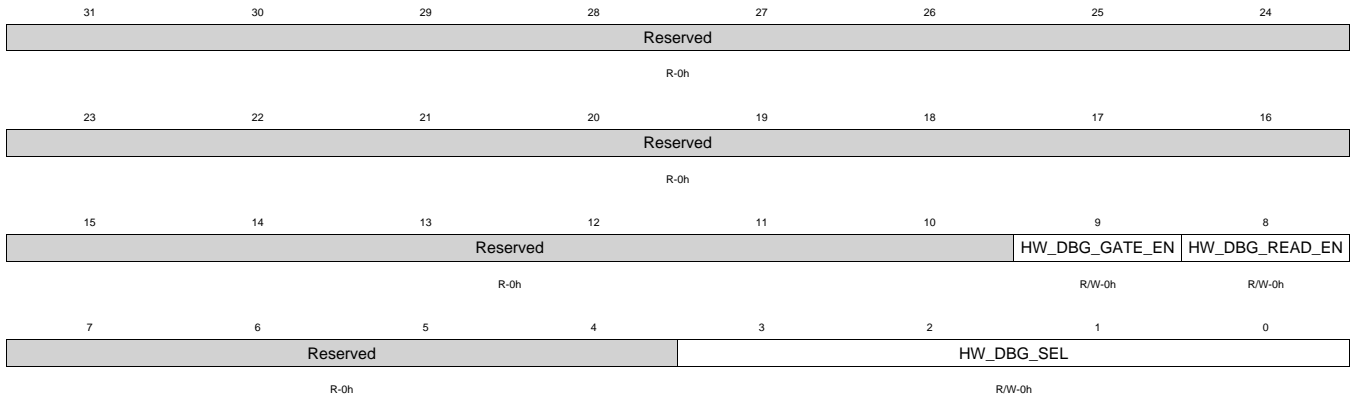 31 30 29 28 27 26 25 24
Reserved
R-0h
23 22 21 20 19 18 17 16
Reserved
R-0h
15 14 13 12 11 10 9 8
Reserved HW_DBG_GATE_EN HW_DBG_READ_EN
R-0h R/W-0h R/W-0h
7 6 5 4 3 2 1 0
Reserved HW_DBG_SEL
R-0h R/W-0h